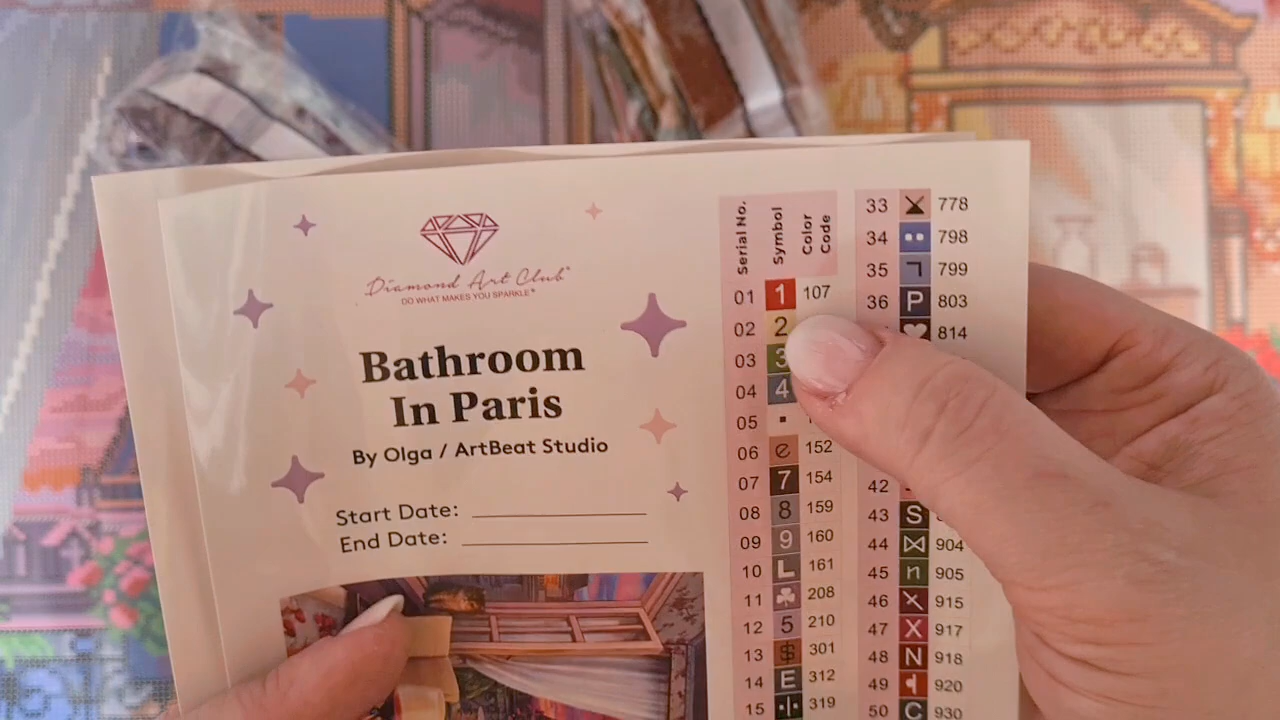 Diamond Art Club
DO WHAT MAKES YOU SPARKLE
Bathroom
In Paris
By Olga / ArtBeat Studio
Start Date:
End Date:
Serial No. Symbol Color Code
01 1 107
02 2
03 3
04 4
05
06 e 152
07 7 154
08 8 159
09 9 160
10 L 161
11 ♣ 208
12 5 210
13 $ 301
14 E 312
15 319
33 778
34 798
35 799
36 P 803
♥ 814
42
43 S
44 ⋈ 904
45 n 905
46 915
47 X 917
48 N 918
49 920
50 C 930